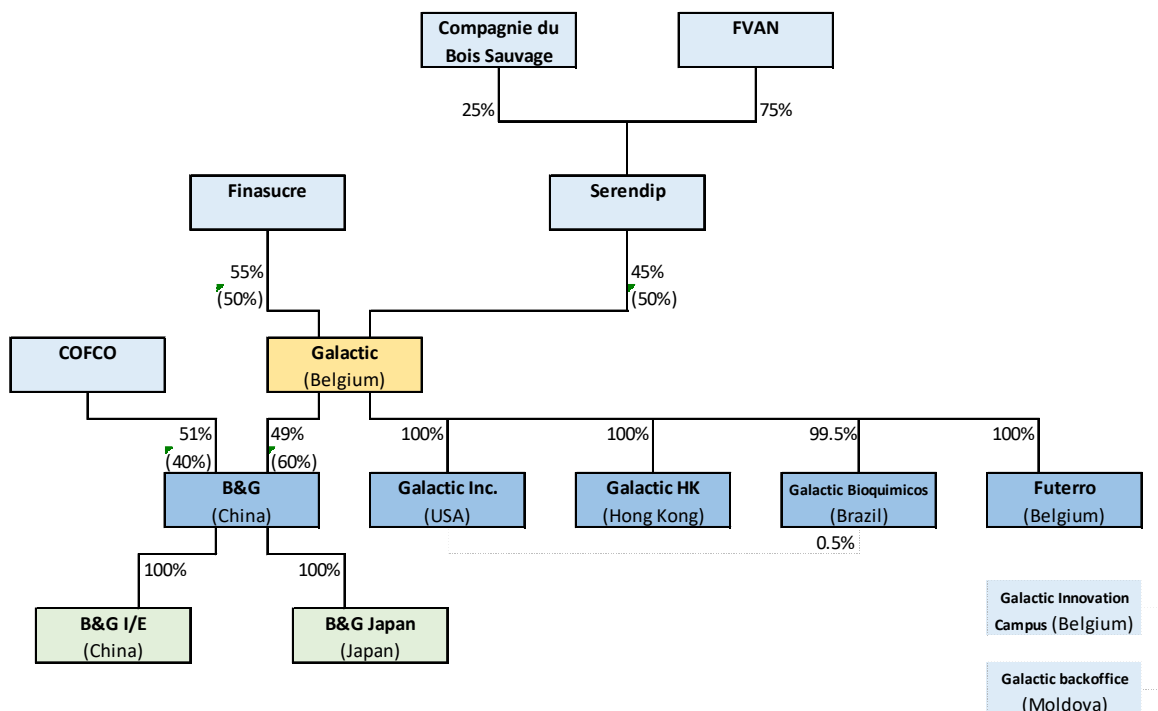 Compagnie du
Bois Sauvage
FVAN
25%
75%
Finasucre
Serendip
55%
(50%)
45%
(50%)
COFCO
Galactic
(Belgium)
51%
(40%)
49%
(60%)
100%
100%
99.5%
100%
B&G
(China)
Galactic Inc.
(USA)
Galactic HK
(Hong Kong)
Galactic Bioquimicos
(Brazil)
Futerro
(Belgium)
0.5%
100%
100%
B&G I/E
(China)
B&G Japan
(Japan)
Galactic Innovation
Campus (Belgium)
Galactic backoffice
(Moldova)